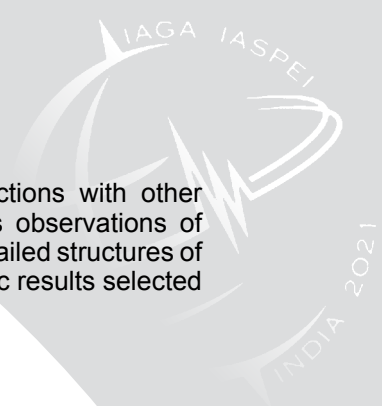 IAGA IASPEI
INDIA 2021
ctions with other
s observations of
ailed structures of
c results selected